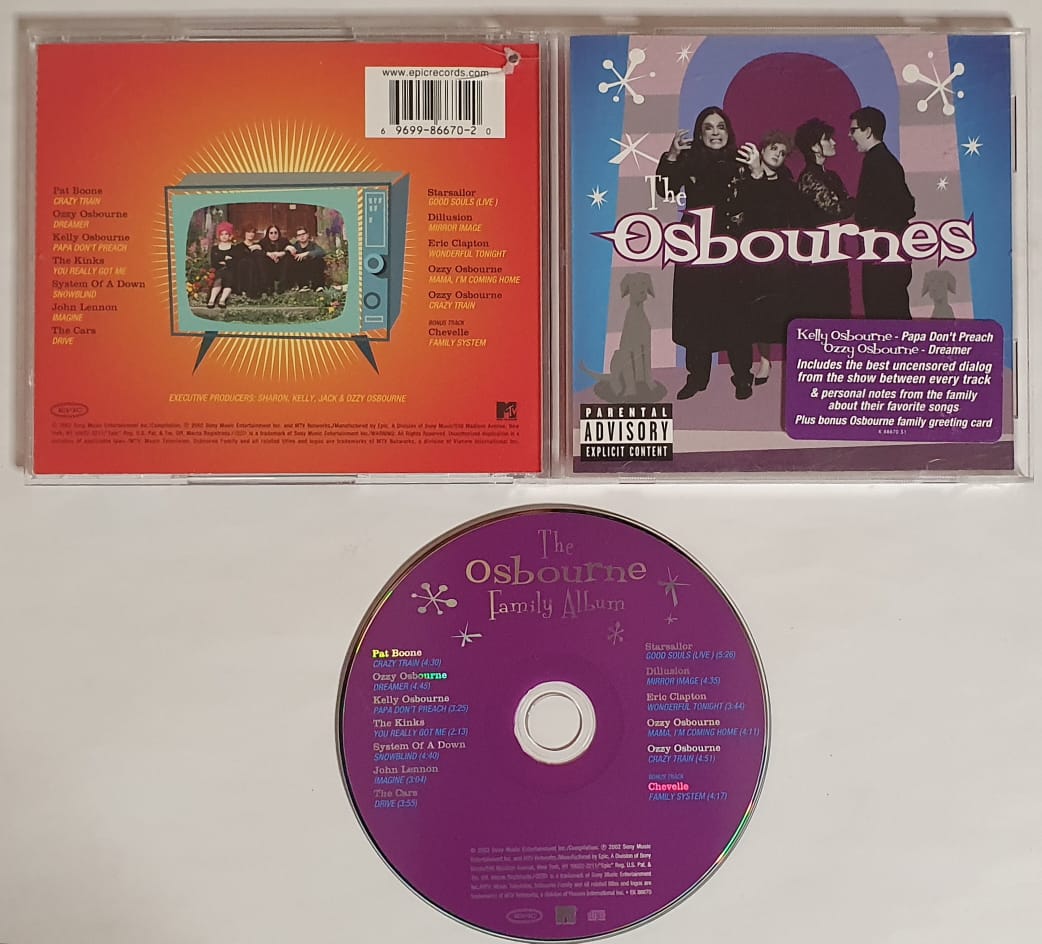 www.epicrecords.com
6 9699-86670-2 0
Pat Boone
CRAZY TRAIN
Ozzy Osbourne
DREAMER
Kelly Osbourne
PAPA DON'T PREACH
The Kinks
YOU REALLY GOT ME
System Of A Down
SNOWBLIND
John Lennon
IMAGINE
The Cars
DRIVE
Starsailor
GOOD SOULS (LIVE )
Dillusion
MIRROR IMAGE
Eric Clapton
WONDERFUL TONIGHT
Ozzy Osbourne
MAMA, I'M COMING HOME
Ozzy Osbourne
CRAZY TRAIN
BONUS TRACK
Chevelle
FAMILY SYSTEM
EXECUTIVE PRODUCERS: SHARON, KELLY, JACK & OZZY OSBOURNE
EPIC
MTV
The
Osbournes
Kelly Osbourne - Papa Don't Preach
Ozzy Osbourne - Dreamer
Includes the best uncensored dialog
from the show between every track
& personal notes from the family
about their favorite songs
Plus bonus Osbourne family greeting card
K 86670 S1
PARENTAL
ADVISORY
EXPLICIT CONTENT
The
Osbourne
Family Album
Pat Boone
CRAZY TRAIN (4:30)
Ozzy Osbourne
DREAMER (4:45)
Kelly Osbourne
PAPA DON'T PREACH (3:25)
The Kinks
YOU REALLY GOT ME (2:13)
System Of A Down
SNOWBLIND (4:40)
John Lennon
IMAGINE (3:04)
The Cars
DRIVE (3:55)
Starsailor
GOOD SOULS (LIVE ) (5:26)
Dillusion
MIRROR IMAGE (4:35)
Eric Clapton
WONDERFUL TONIGHT (3:44)
Ozzy Osbourne
MAMA, I'M COMING HOME (4:11)
Ozzy Osbourne
CRAZY TRAIN (4:51)
BONUS TRACK
Chevelle
FAMILY SYSTEM (4:17)
EPIC